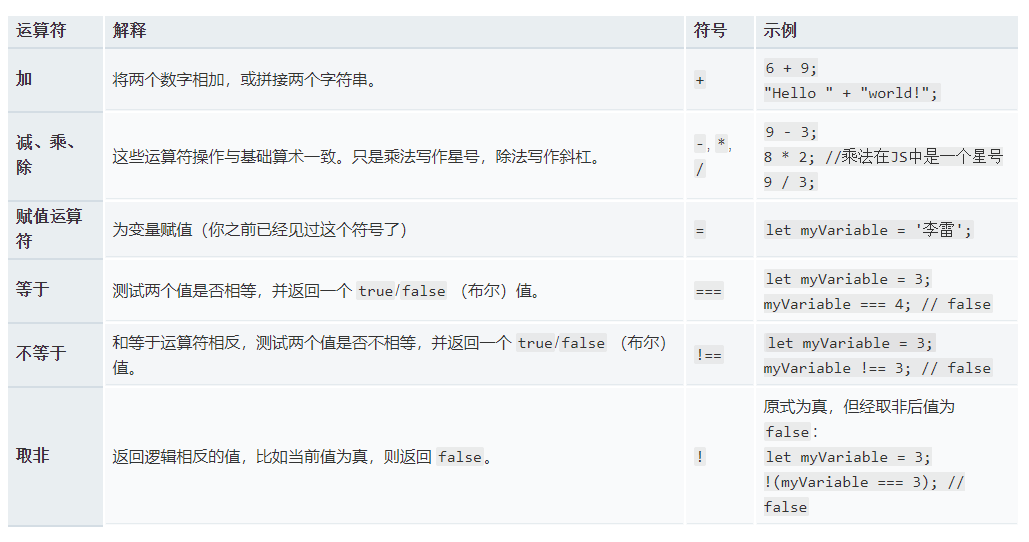 运算符 解释 符号 示例
加 将两个数字相加，或拼接两个字符串。 + 6 + 9;
"Hello " + "world!";
减、乘、
除 这些运算符操作与基础算术一致。只是乘法写作星号，除法写作斜杠。 -, *,
/ 9 - 3;
8 * 2; //乘法在JS中是一个星号
9 / 3;
赋值运算
符 为变量赋值（你之前已经见过这个符号了） = let myVariable = '李雷';
等于 测试两个值是否相等，并返回一个 true/false （布尔）值。 === let myVariable = 3;
myVariable === 4; // false
不等于 和等于运算符相反，测试两个值是否不相等，并返回一个 true/false （布尔）
值。 !== let myVariable = 3;
myVariable !== 3; // false
取非 返回逻辑相反的值，比如当前值为真，则返回 false。 ! 原式为真，但经取非后值为
false：
let myVariable = 3;
!(myVariable === 3); //
false